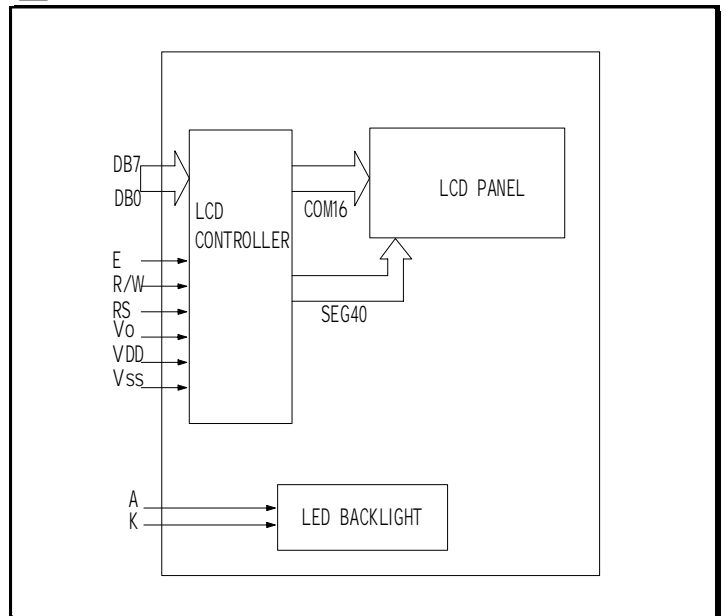 DB7
DB0
LCD
CONTROLLER
COM16
LCD PANEL
SEG40
E
R/W
RS
Vo
VDD
Vss
A
K
LED BACKLIGHT